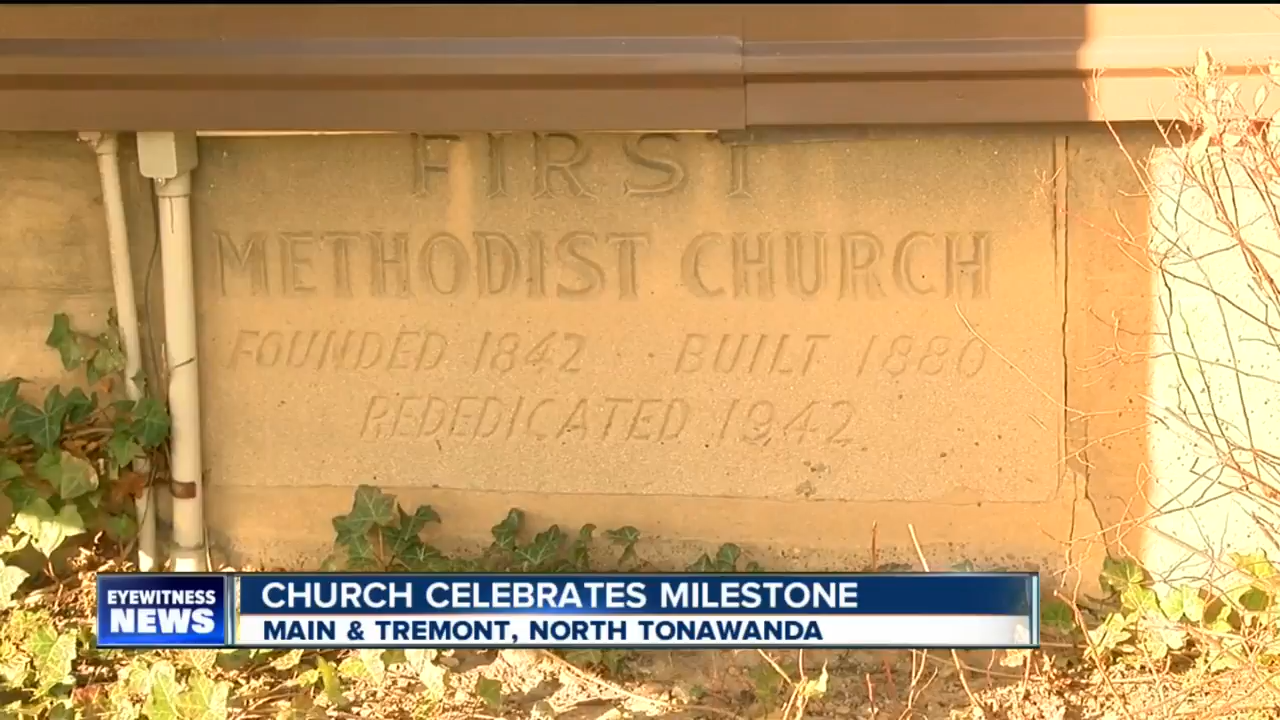 FIRST
METHODIST CHURCH
FOUNDED 1842 BUILT 1880
REDEDICATED 1942
EYEWITNESS
NEWS
CHURCH CELEBRATES MILESTONE
MAIN & TREMONT, NORTH TONAWANDA